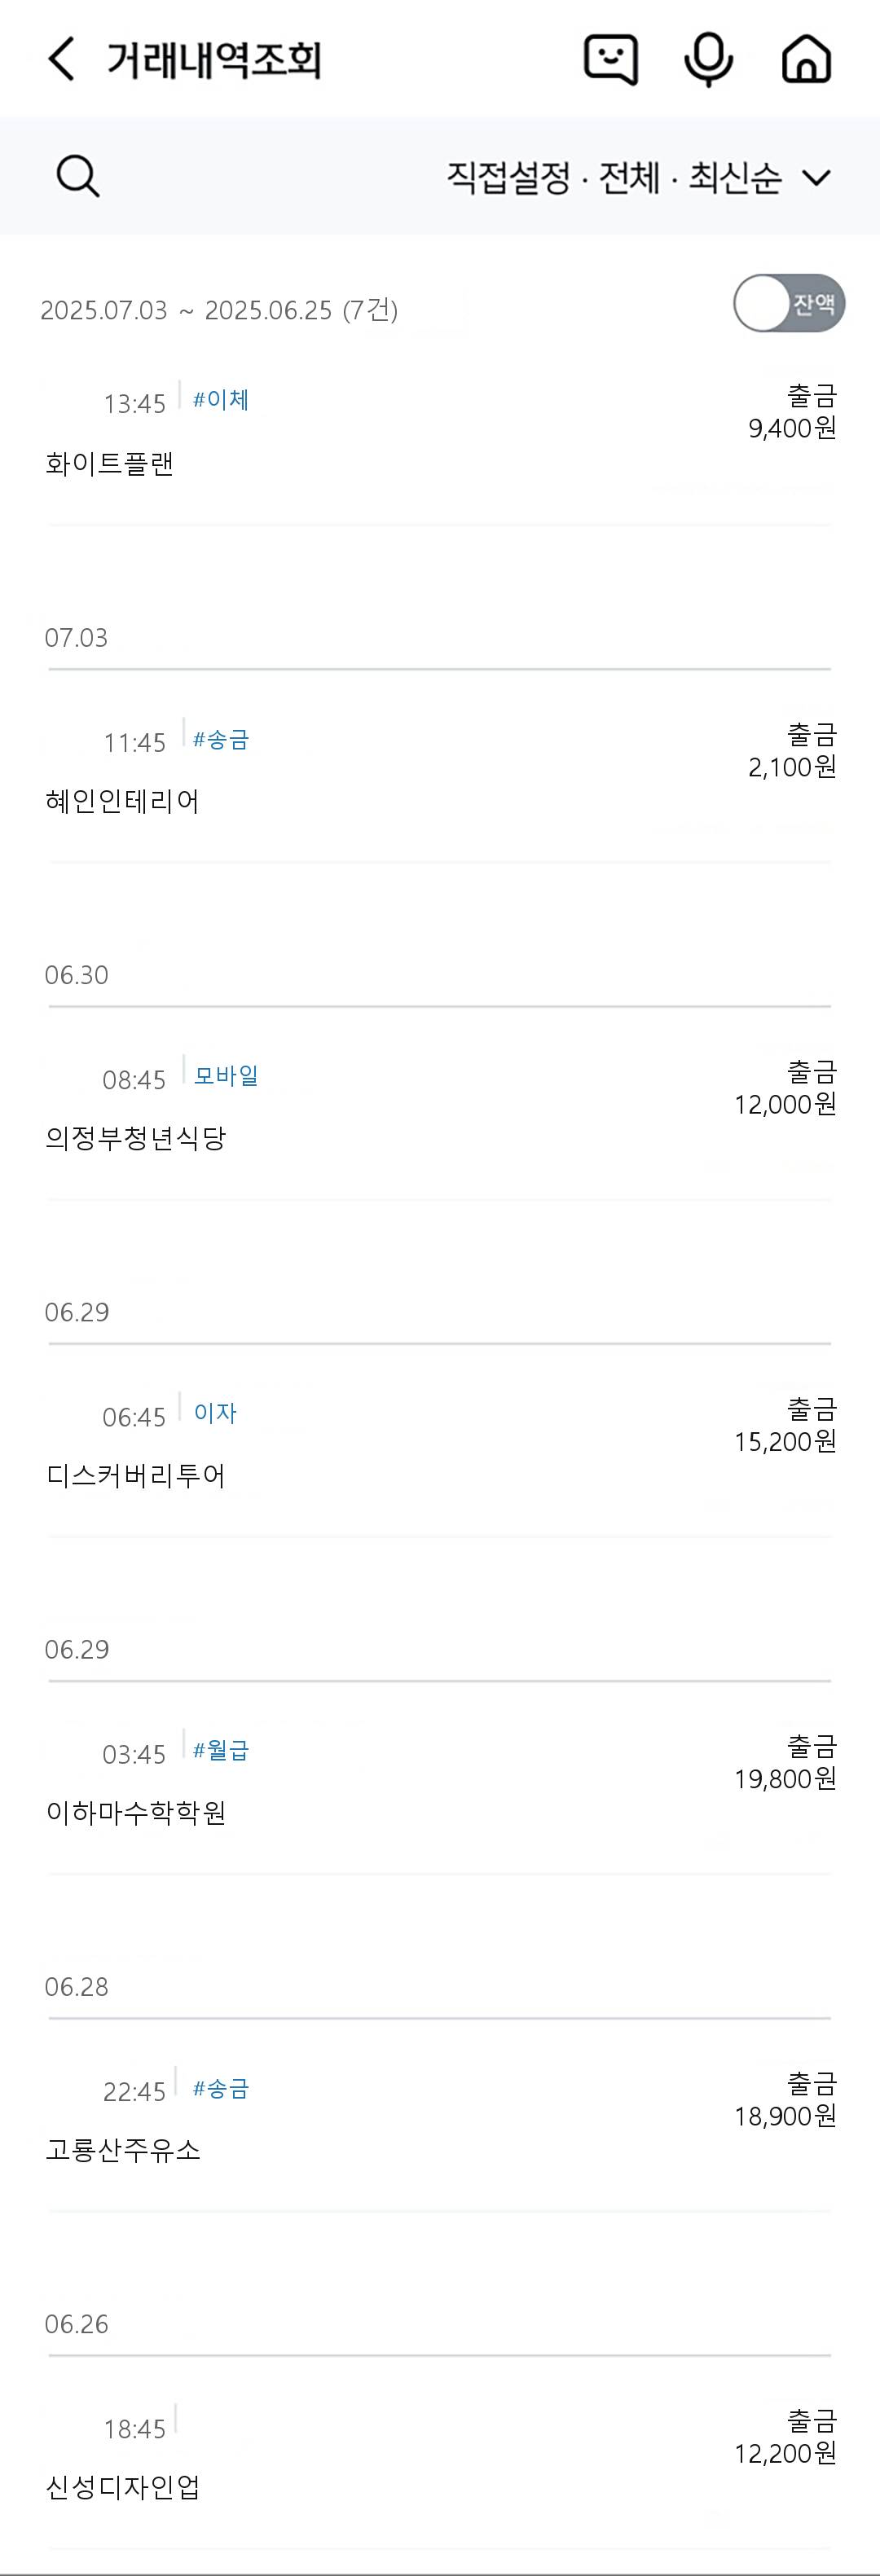 거래내역조회
직접설정 · 전체 · 최신순
2025.07.03 ~ 2025.06.25 (7건)
잔액
13:45 #이체
출금
9,400원
화이트플랜
07.03
11:45 #송금
출금
2,100원
혜인인테리어
06.30
08:45 모바일
출금
12,000원
의정부청년식당
06.29
06:45 이자
출금
15,200원
디스커버리투어
06.29
03:45 #월급
출금
19,800원
이하마수학학원
06.28
22:45 #송금
출금
18,900원
고룡산주유소
06.26
18:45
출금
12,200원
신성디자인업